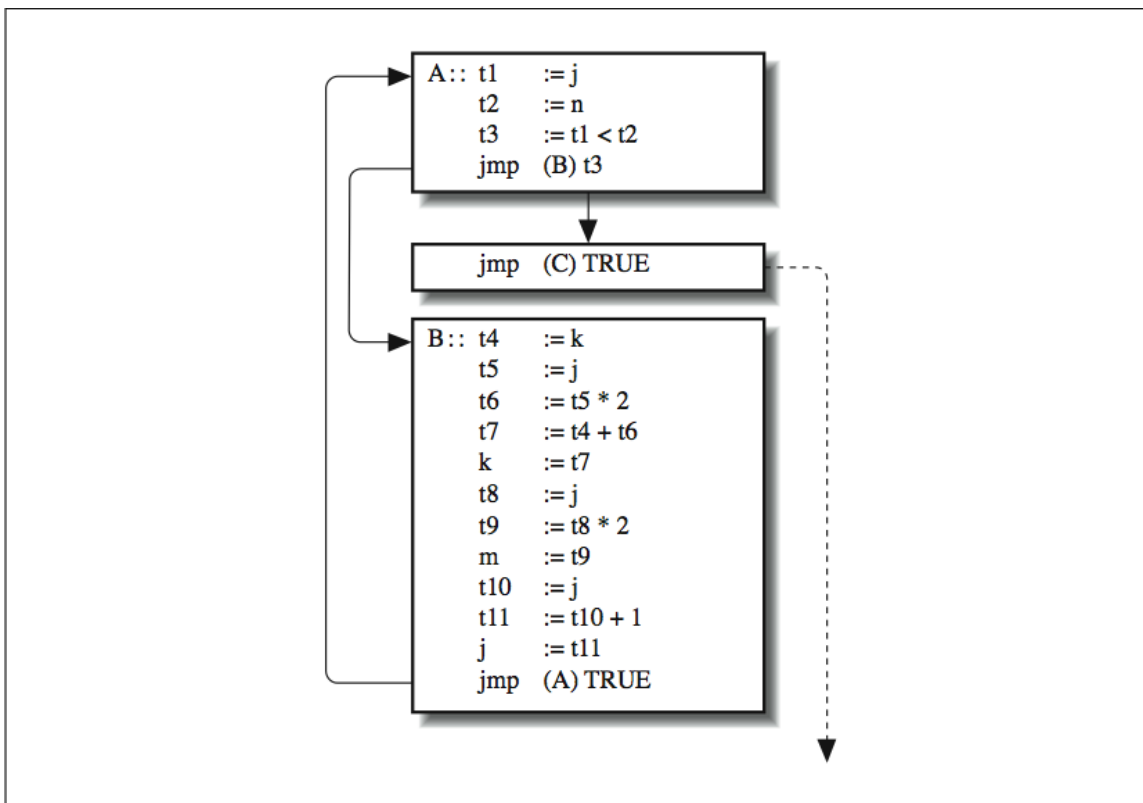 A:: t1 := j
t2 := n
t3 := t1 < t2
jmp (B) t3
jmp (C) TRUE
B:: t4 := k
t5 := j
t6 := t5 * 2
t7 := t4 + t6
k := t7
t8 := j
t9 := t8 * 2
m := t9
t10 := j
t11 := t10 + 1
j := t11
jmp (A) TRUE